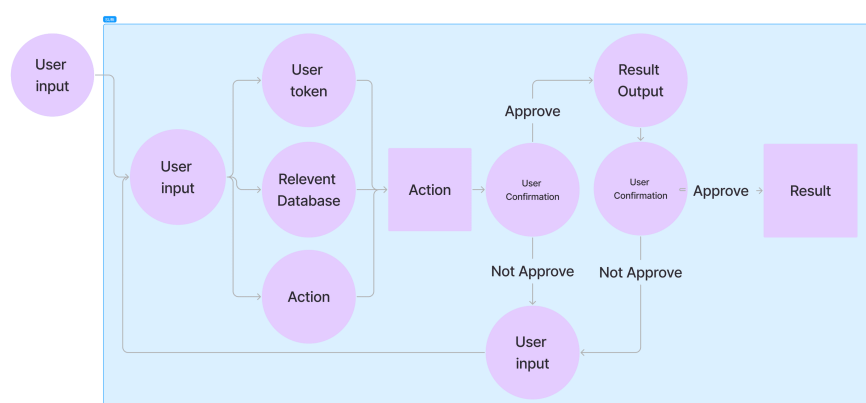 User
input
User
input
User
token
Relevent
Database
Action
Action
Approve
User
Confirmation
Not Approve
User
input
Result
Output
User
Confirmation
Approve
Not Approve
Result